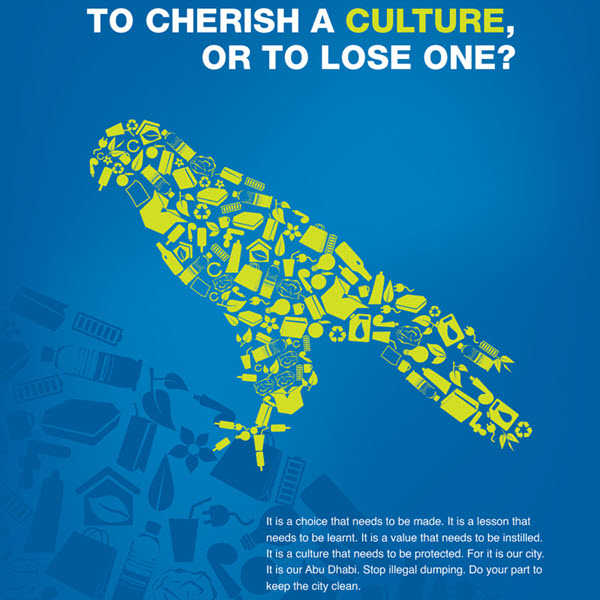 TO CHERISH A CULTURE,
OR TO LOSE ONE?
It is a choice that needs to be made. It is a lesson that
needs to be learnt. It is a value that needs to be instilled.
It is a culture that needs to be protected. For it is our city.
It is our Abu Dhabi. Stop illegal dumping. Do your part to
keep the city clean.